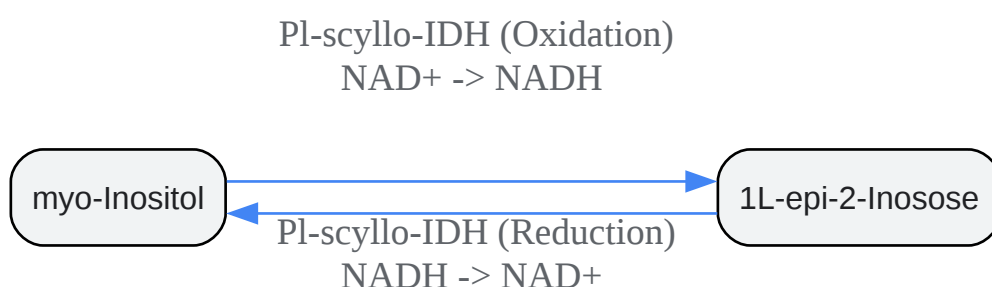 Pl-scyllo-IDH (Oxidation)
NAD+ -> NADH
myo-Inositol
1L-epi-2-Inosose
Pl-scyllo-IDH (Reduction)
NADH -> NAD+